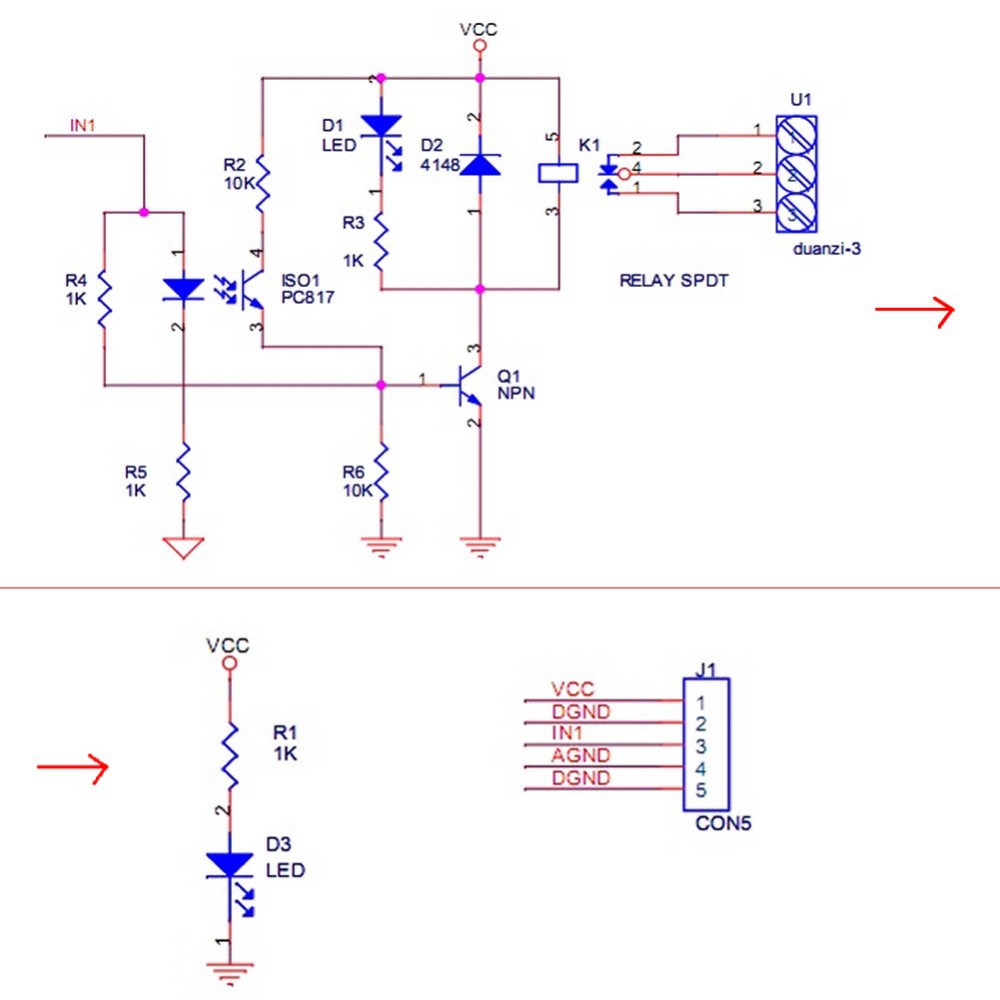 VCC
2
U1
IN1
D1
LED
D2
4148
2
5
K1
2
4
1
1
2
3
1
2
3
R2
10K
1
1
3
R3
1K
duanzi-3
RELAY SPDT
R4
1K
1
2
4
3
ISO1
PC817
3
1
2
Q1
NPN
R5
1K
R6
10K
VCC
R1
1K
2
D3
LED
1
J1
VCC
1
DGND
2
IN1
3
AGND
4
DGND
5
CON5